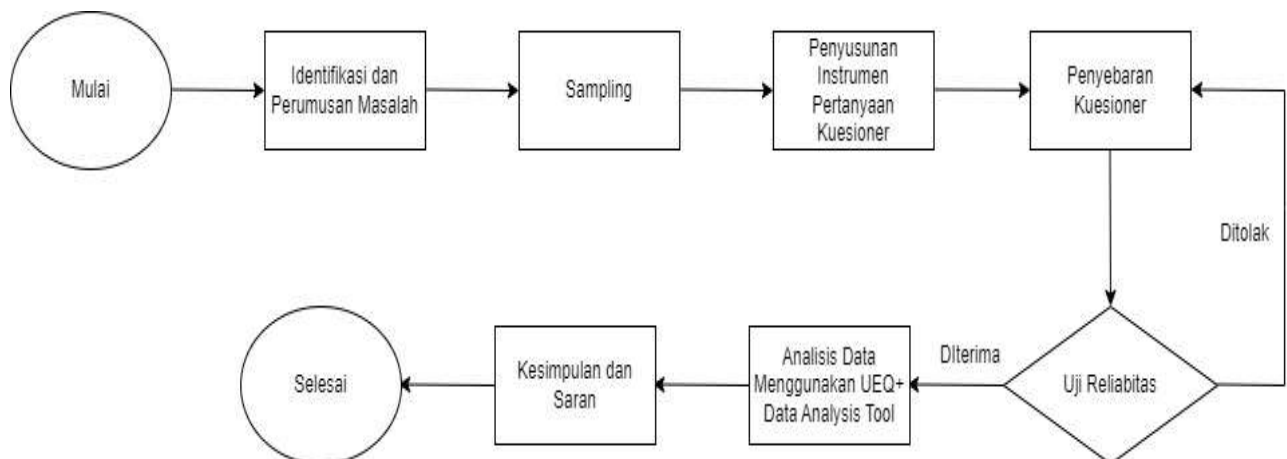 Mulai
Identifikasi dan
Perumusan Masalah
Sampling
Penyusunan
Instrumen
Pertanyaan
Kuesioner
Penyebaran
Kuesioner
Ditolak
Uji Reliabitas
DIterima
Analisis Data
Menggunakan UEQ+
Data Analysis Tool
Kesimpulan dan
Saran
Selesai